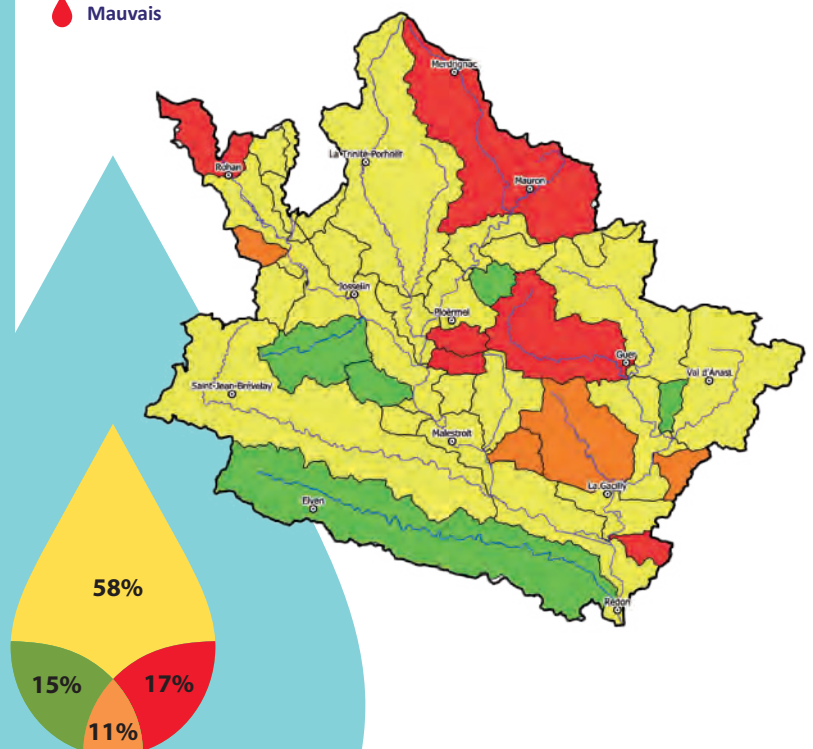 Mauvais
Merdrignac
La Trinité-Porhoët
Rohan
Mauron
Josselin
Ploërmel
Guer
Val d'Anast
Saint-Jean-Brévelay
Malestroit
La Gacilly
Elven
Redon
58%
15%
17%
11%